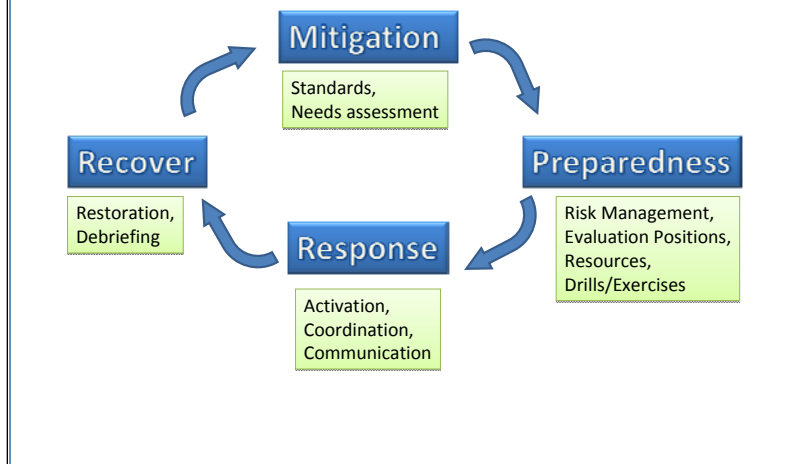 Mitigation
Standards,
Needs assessment
Recover
Restoration,
Debriefing
Preparedness
Risk Management,
Evaluation Positions,
Resources,
Drills/Exercises
Response
Activation,
Coordination,
Communication